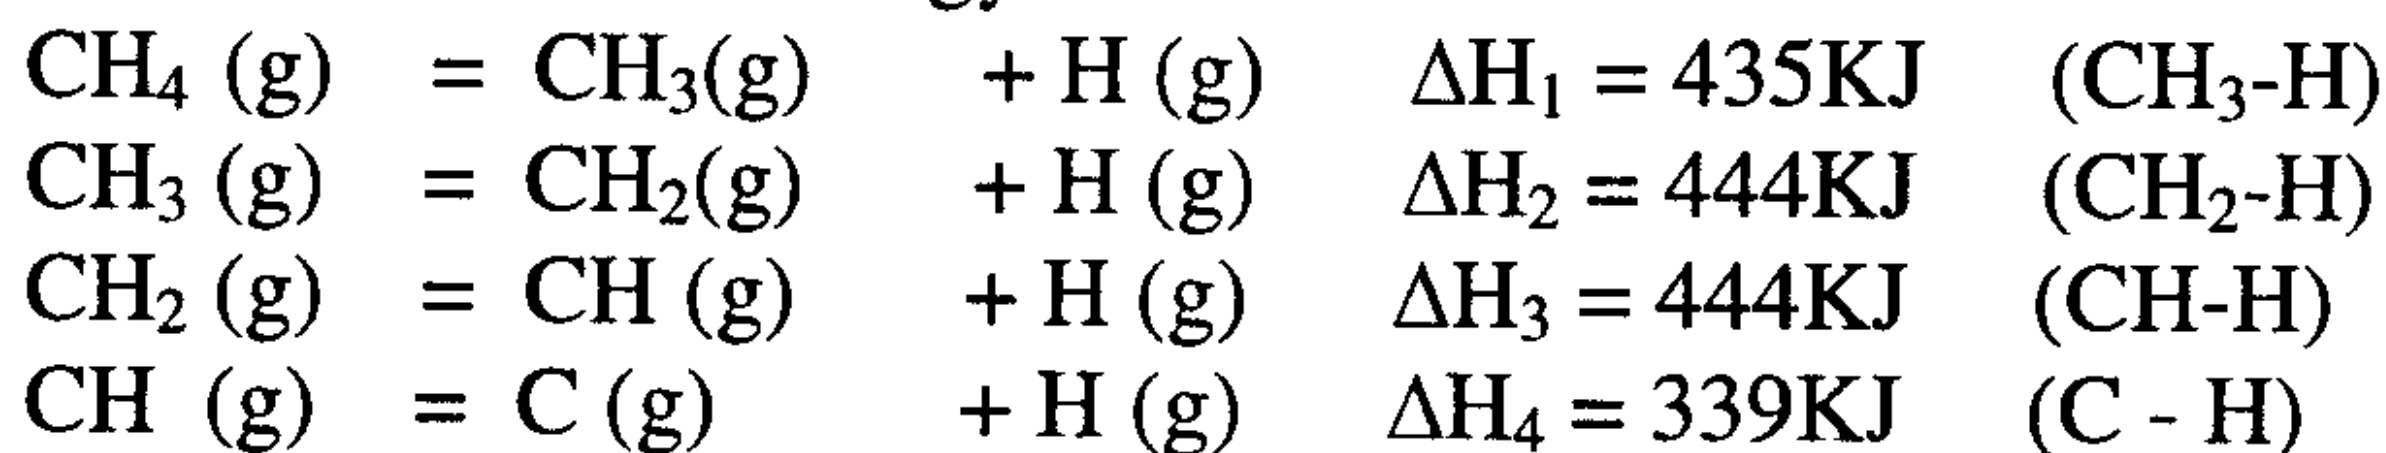 CH₄ (g) = CH₃(g) + H (g) ΔH₁ = 435KJ (CH₃-H)
CH₃ (g) = CH₂(g) + H (g) ΔH₂ = 444KJ (CH₂-H)
CH₂ (g) = CH (g) + H (g) ΔH₃ = 444KJ (CH-H)
CH (g) = C (g) + H (g) ΔH₄ = 339KJ (C - H)